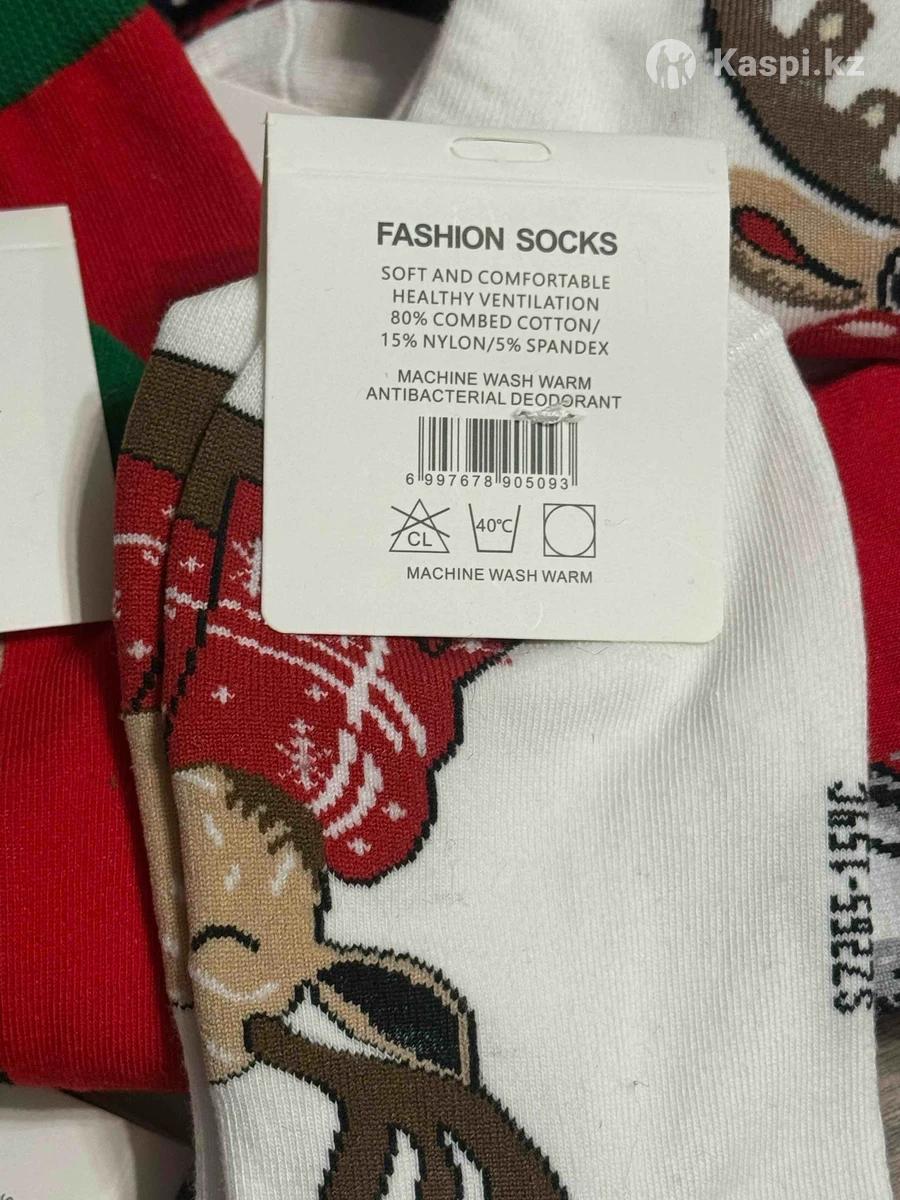 Kaspi.kz
FASHION SOCKS
SOFT AND COMFORTABLE
HEALTHY VENTILATION
80% COMBED COTTON/
15% NYLON/5% SPANDEX
MACHINE WASH WARM
ANTIBACTERIAL DEODORANT
6 997678 905093
CL
40°C
MACHINE WASH WARM